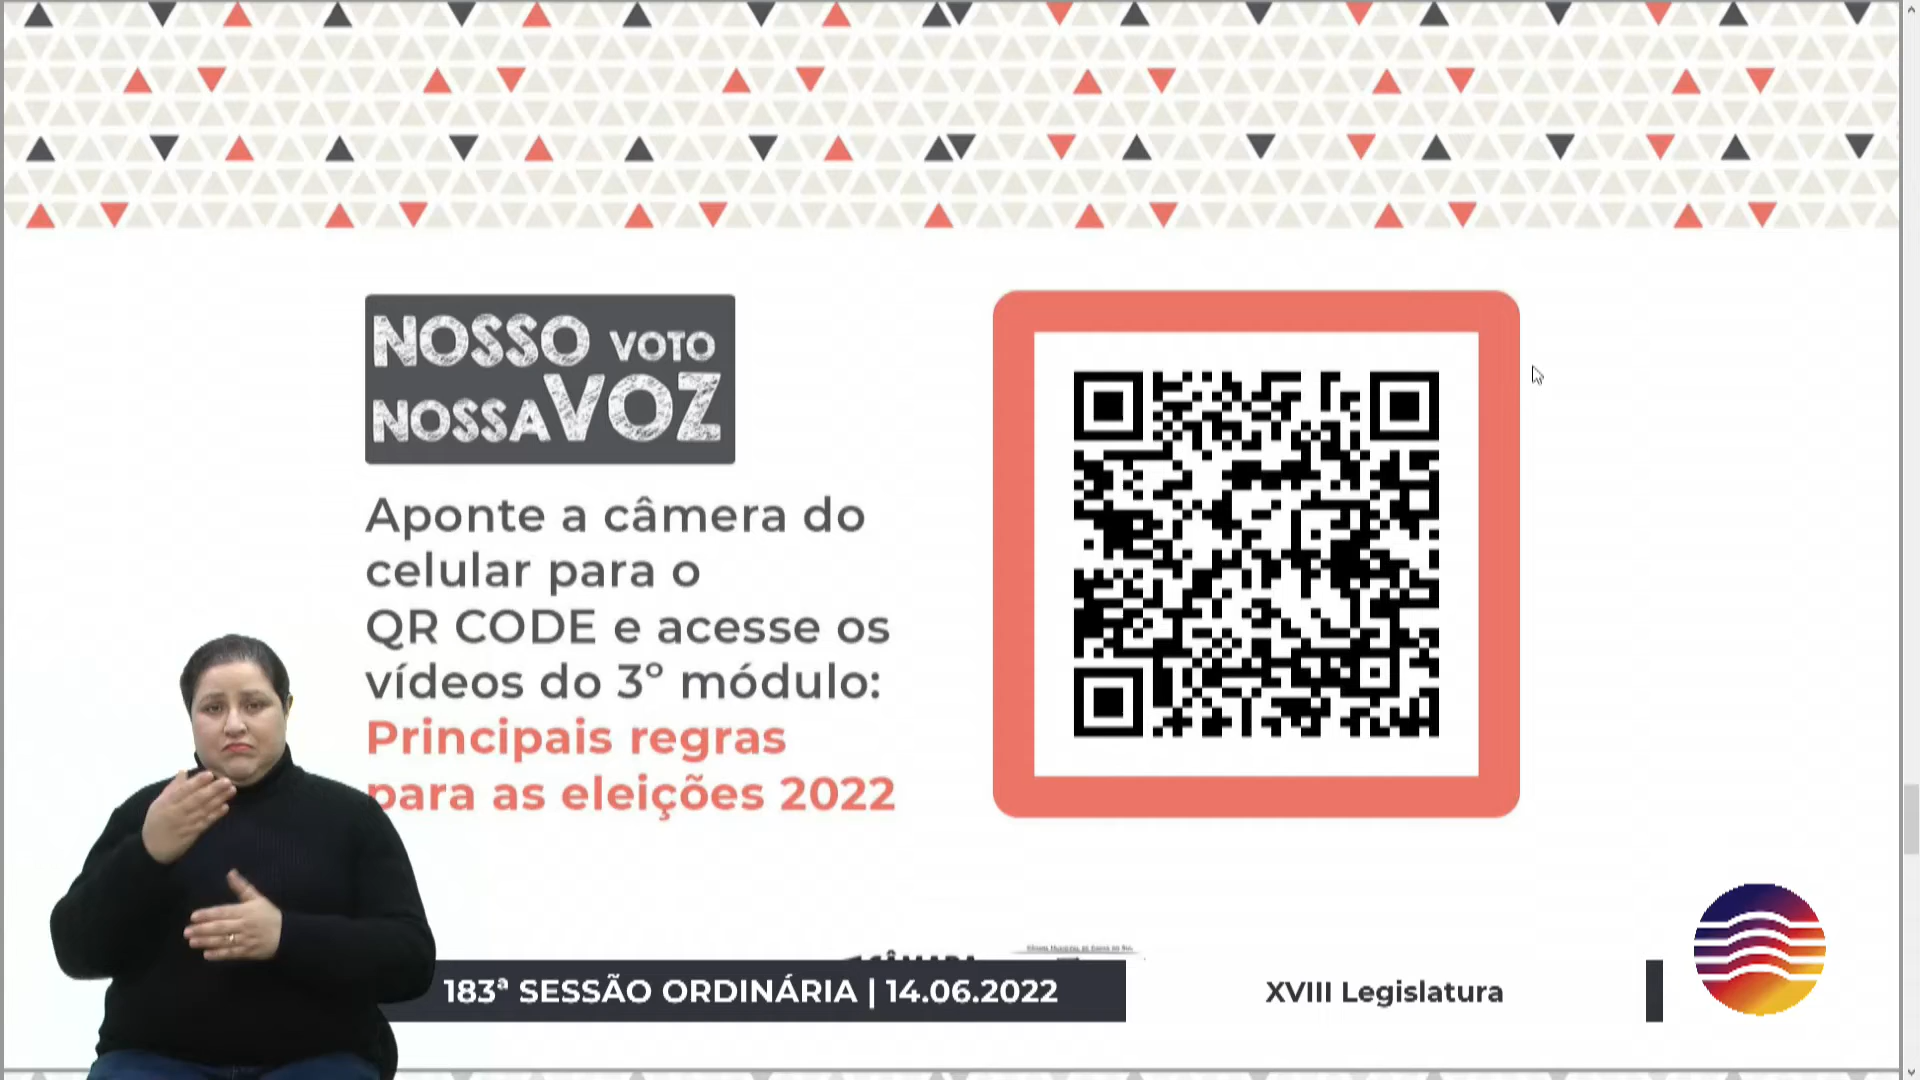 NOSSO VOTO
NOSSA VOZ
Aponte a câmera do
celular para o
QR CODE e acesse os
vídeos do 3º módulo:
Principais regras
para as eleições 2022
CÂMARA
183ª SESSÃO ORDINÁRIA | 14.06.2022
XVIII Legislatura